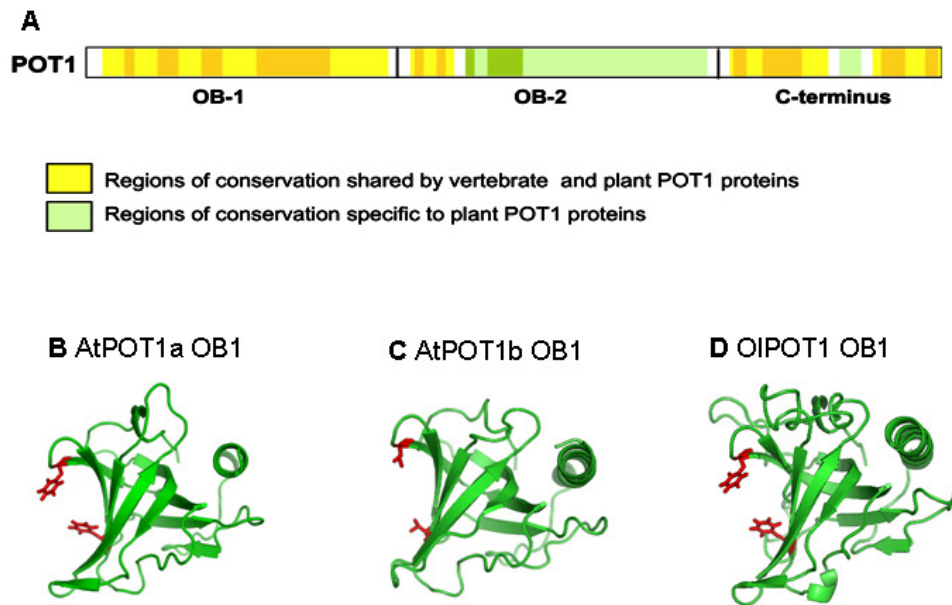 A
POT1
OB-1 OB-2 C-terminus
Regions of conservation shared by vertebrate and plant POT1 proteins
Regions of conservation specific to plant POT1 proteins
B AtPOT1a OB1 C AtPOT1b OB1 D OlPOT1 OB1